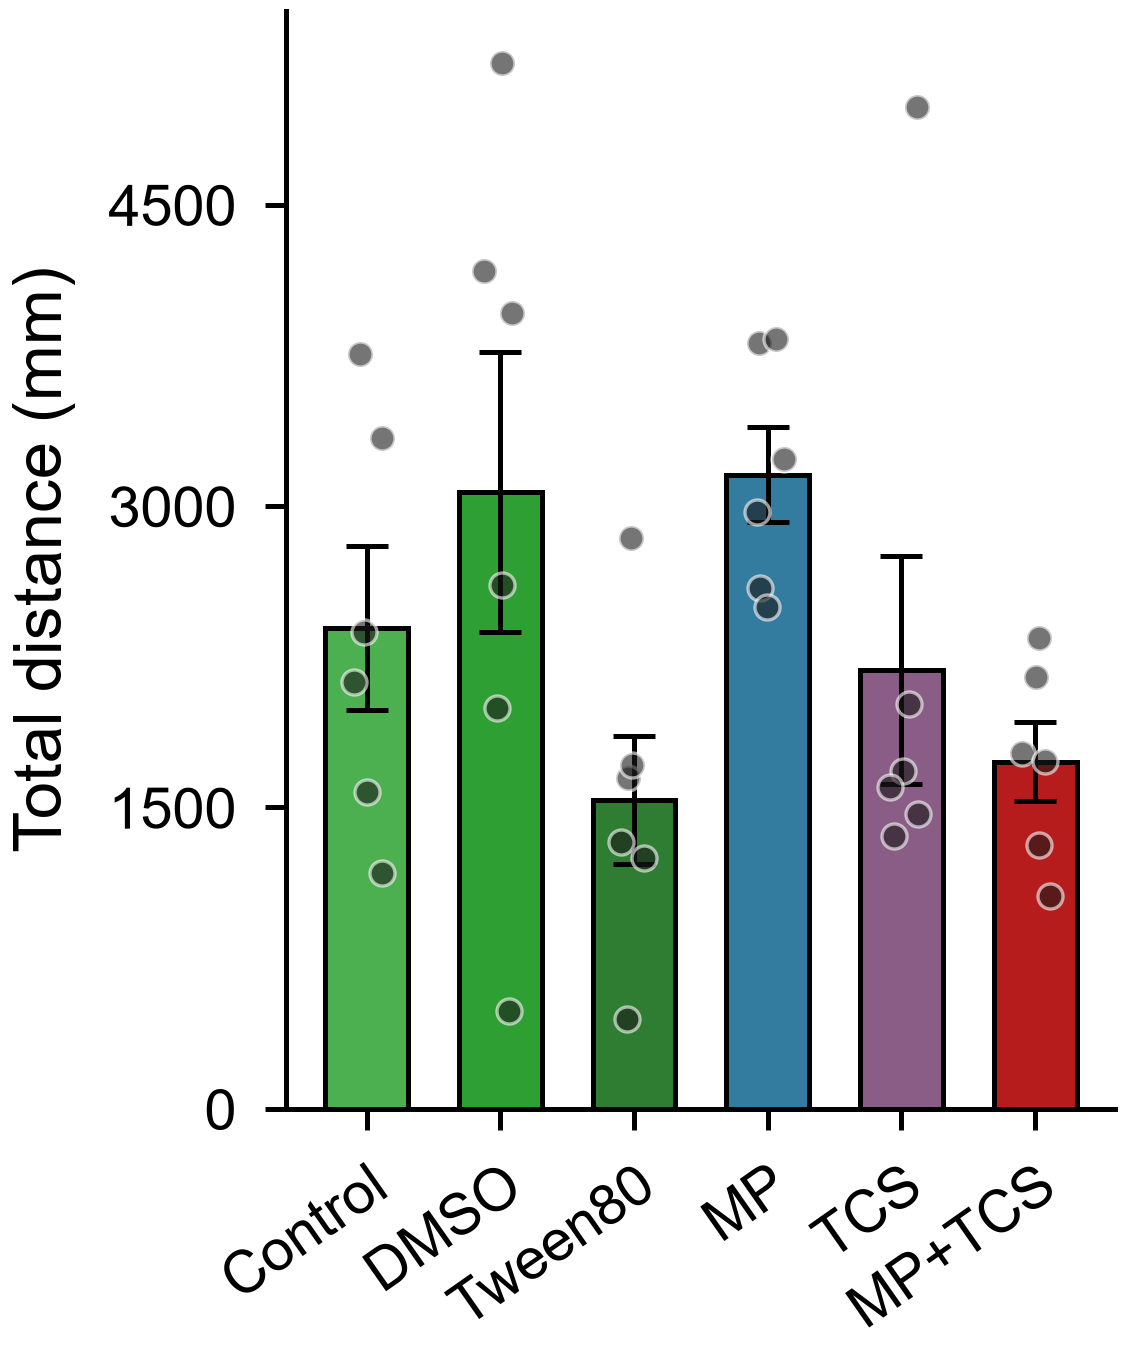 Total distance (mm)
4500
3000
1500
0
Control
DMSO
Tween80
MP
TCS
MP+TCS